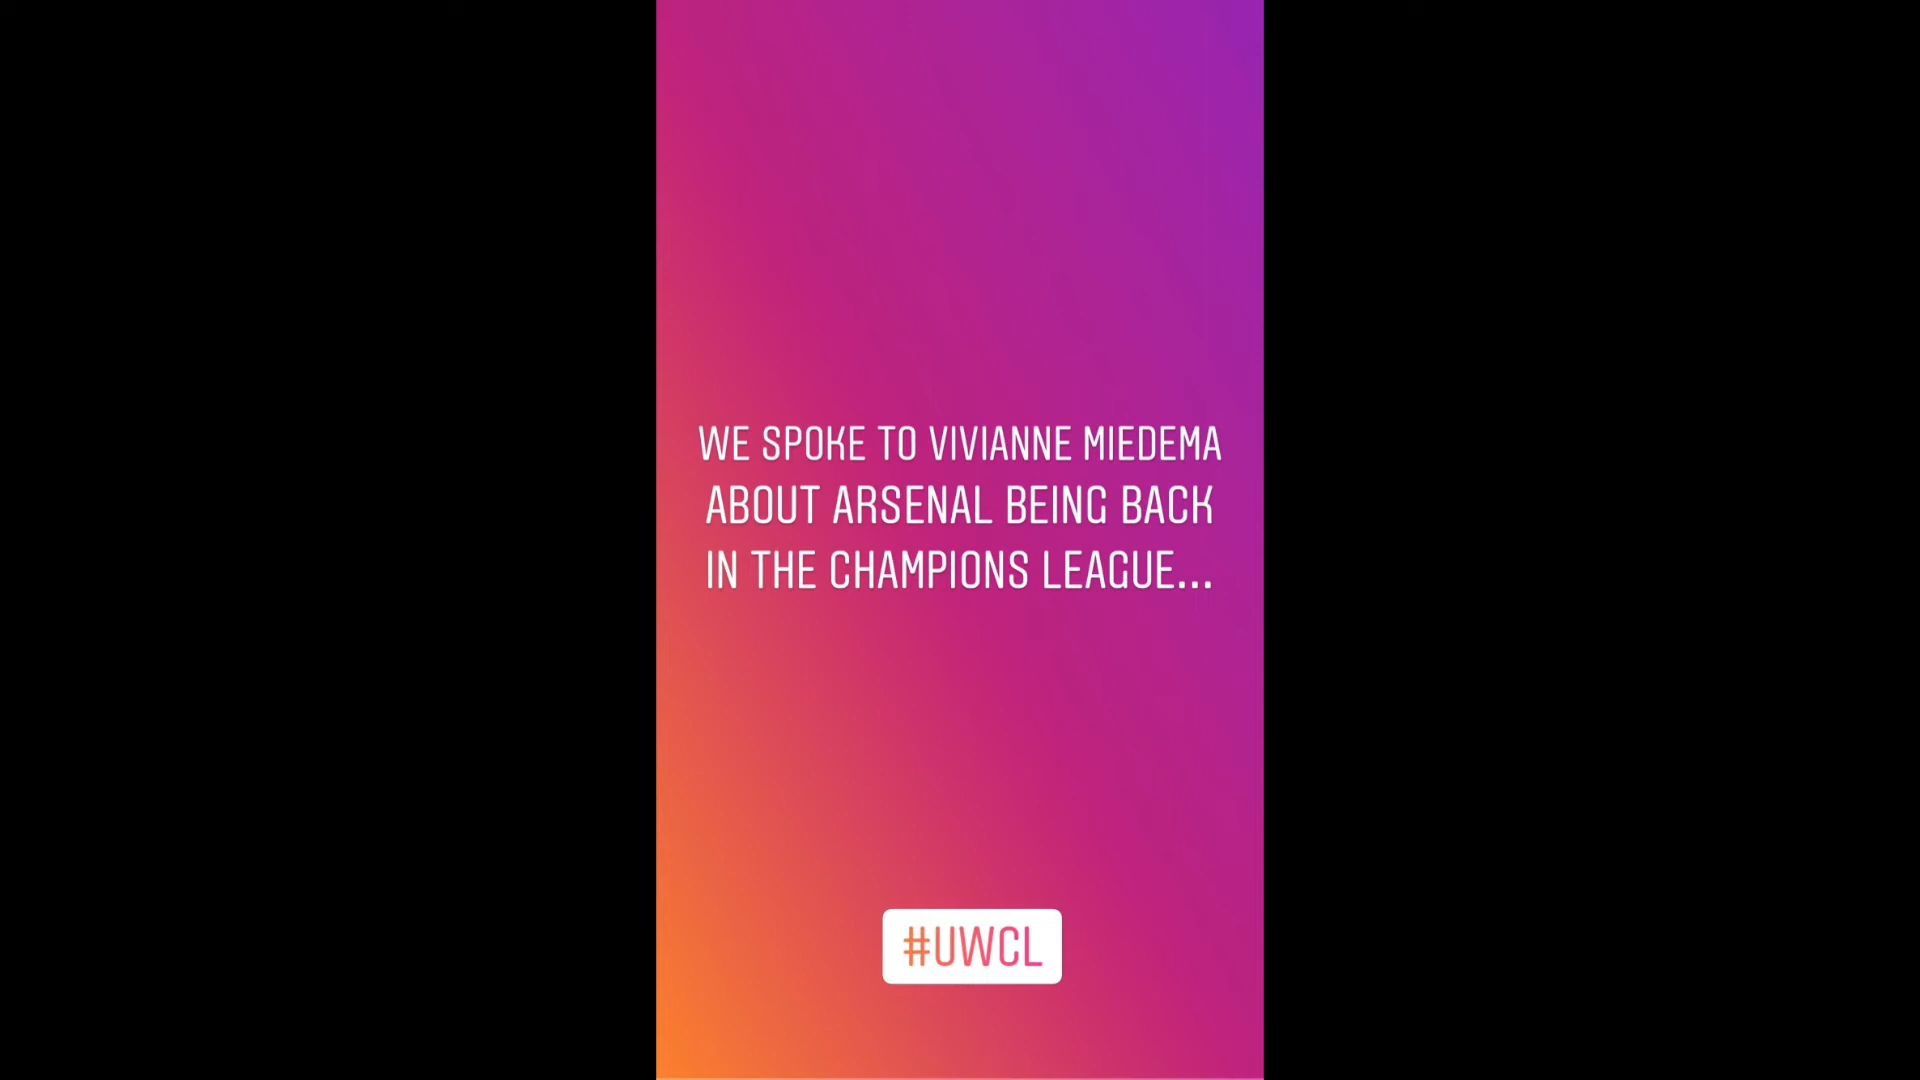 WE SPOKE TO VIVIANNE MIEDEMA
ABOUT ARSENAL BEING BACK
IN THE CHAMPIONS LEAGUE...
#UWCL